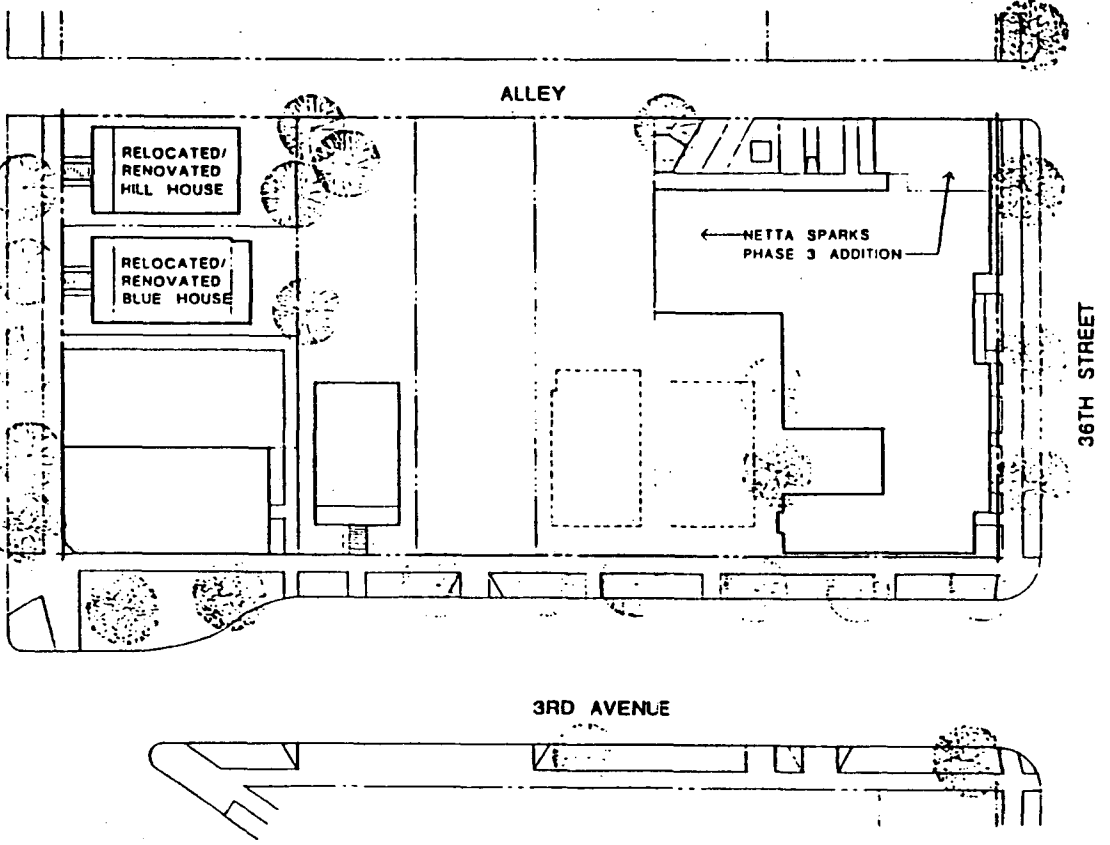 ALLEY
RELOCATED/
RENOVATED
HILL HOUSE
RELOCATED/
RENOVATED
BLUE HOUSE
NETTA SPARKS
PHASE 3 ADDITION
36TH STREET
3RD AVENUE